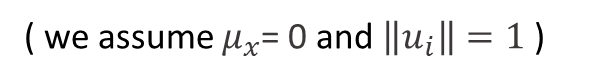 ( we assume μₓ= 0 and ‖uᵢ‖ = 1 )